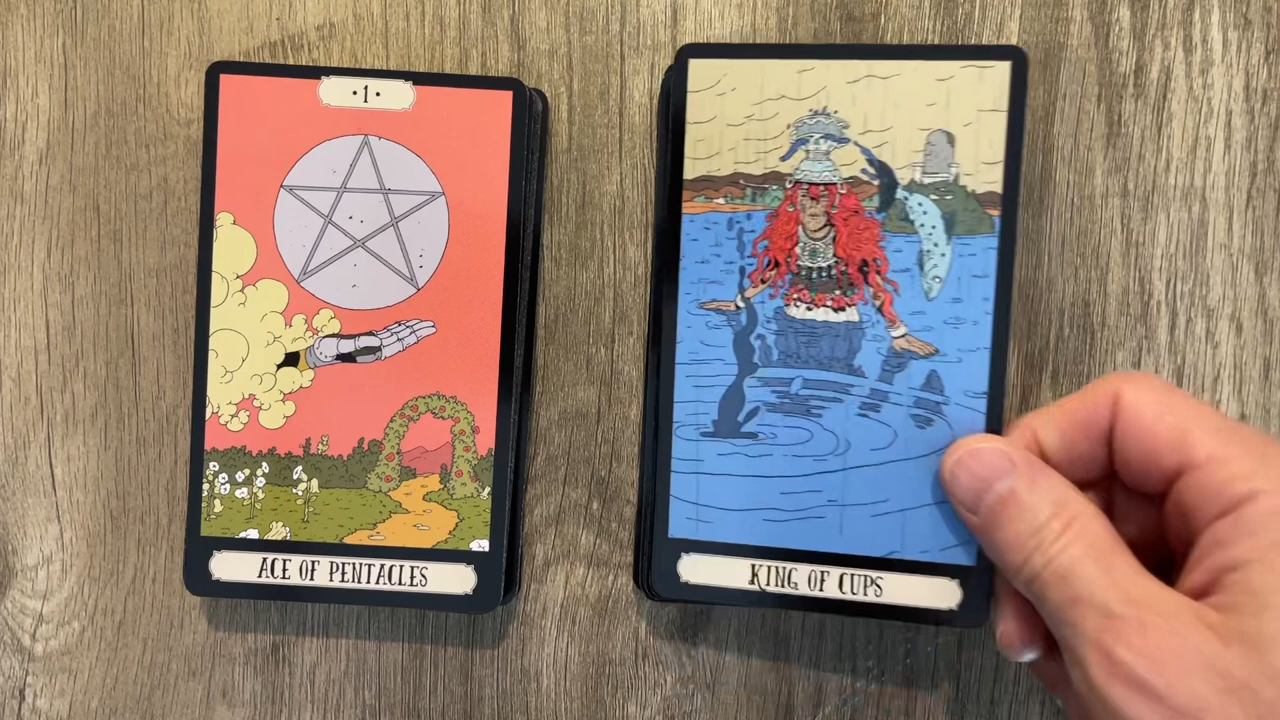 •1•
ACE OF PENTACLES
KING OF CUPS